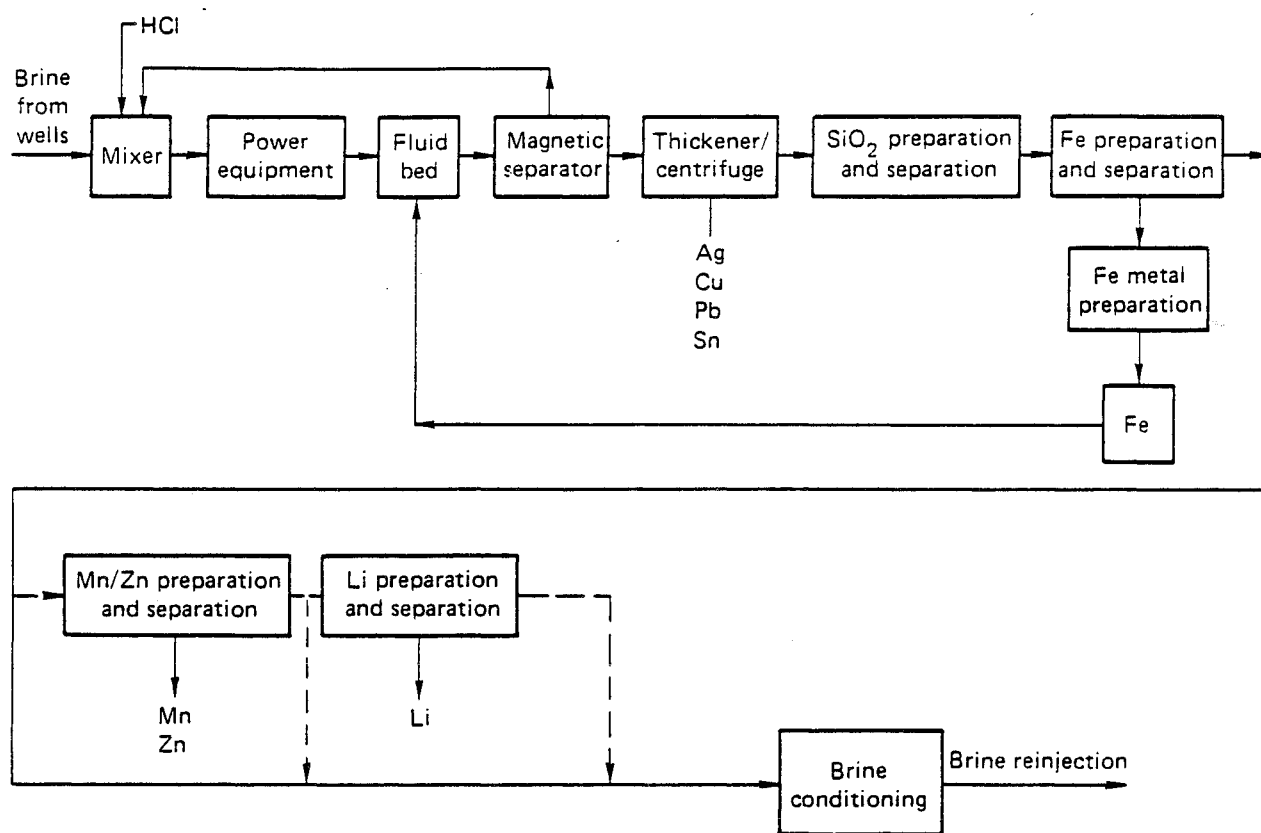 HCl
Brine
from
wells
Mixer
Power
equipment
Fluid
bed
Magnetic
separator
Thickener/
centrifuge
SiO₂ preparation
and separation
Fe preparation
and separation
Ag
Cu
Pb
Sn
Fe metal
preparation
Fe
Mn/Zn preparation
and separation
Li preparation
and separation
Mn
Zn
Li
Brine
conditioning
Brine reinjection